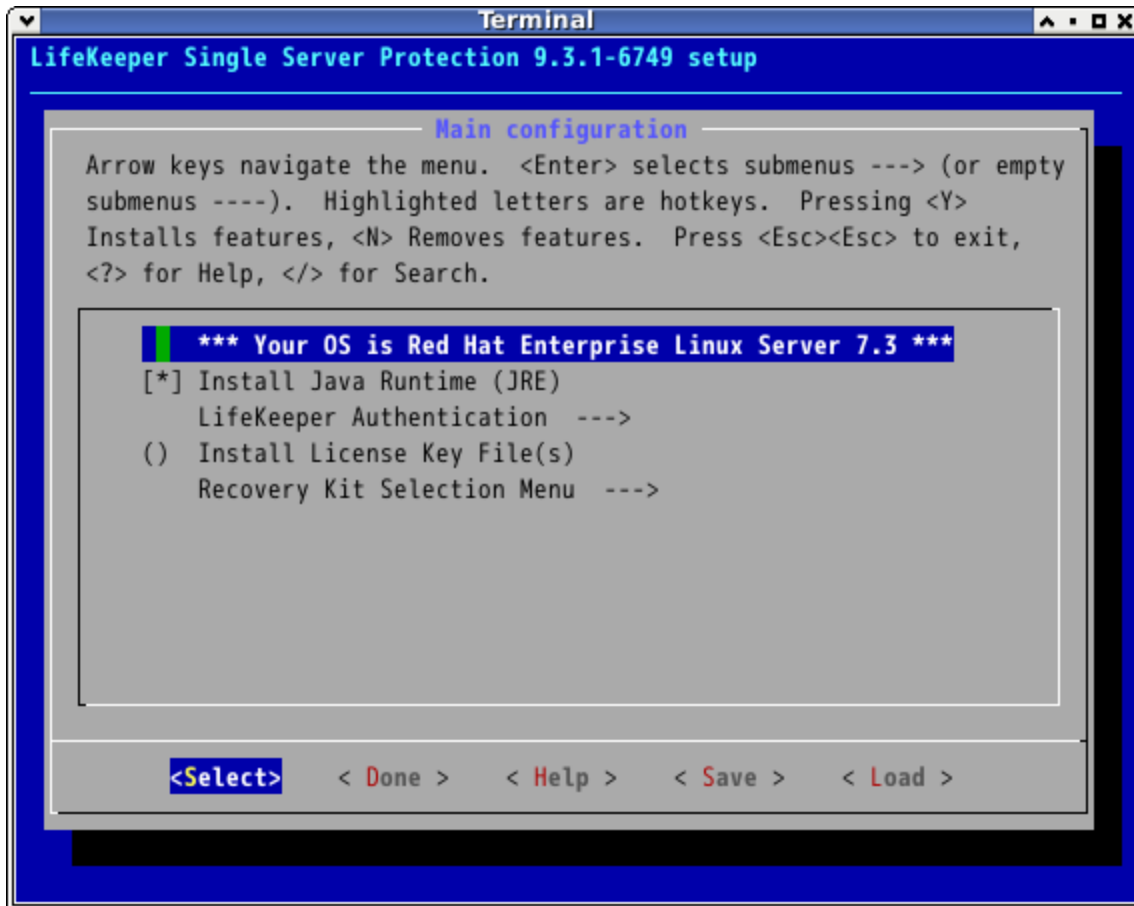 Terminal
LifeKeeper Single Server Protection 9.3.1-6749 setup
Main configuration
Arrow keys navigate the menu.  <Enter> selects submenus ---> (or empty
submenus ----).  Highlighted letters are hotkeys.  Pressing <Y>
Installs features, <N> Removes features.  Press <Esc><Esc> to exit,
<?> for Help, </> for Search.
*** Your OS is Red Hat Enterprise Linux Server 7.3 ***
[*] Install Java Runtime (JRE)
LifeKeeper Authentication  --->
()  Install License Key File(s)
Recovery Kit Selection Menu  --->
<Select>    < Done >    < Help >    < Save >    < Load >